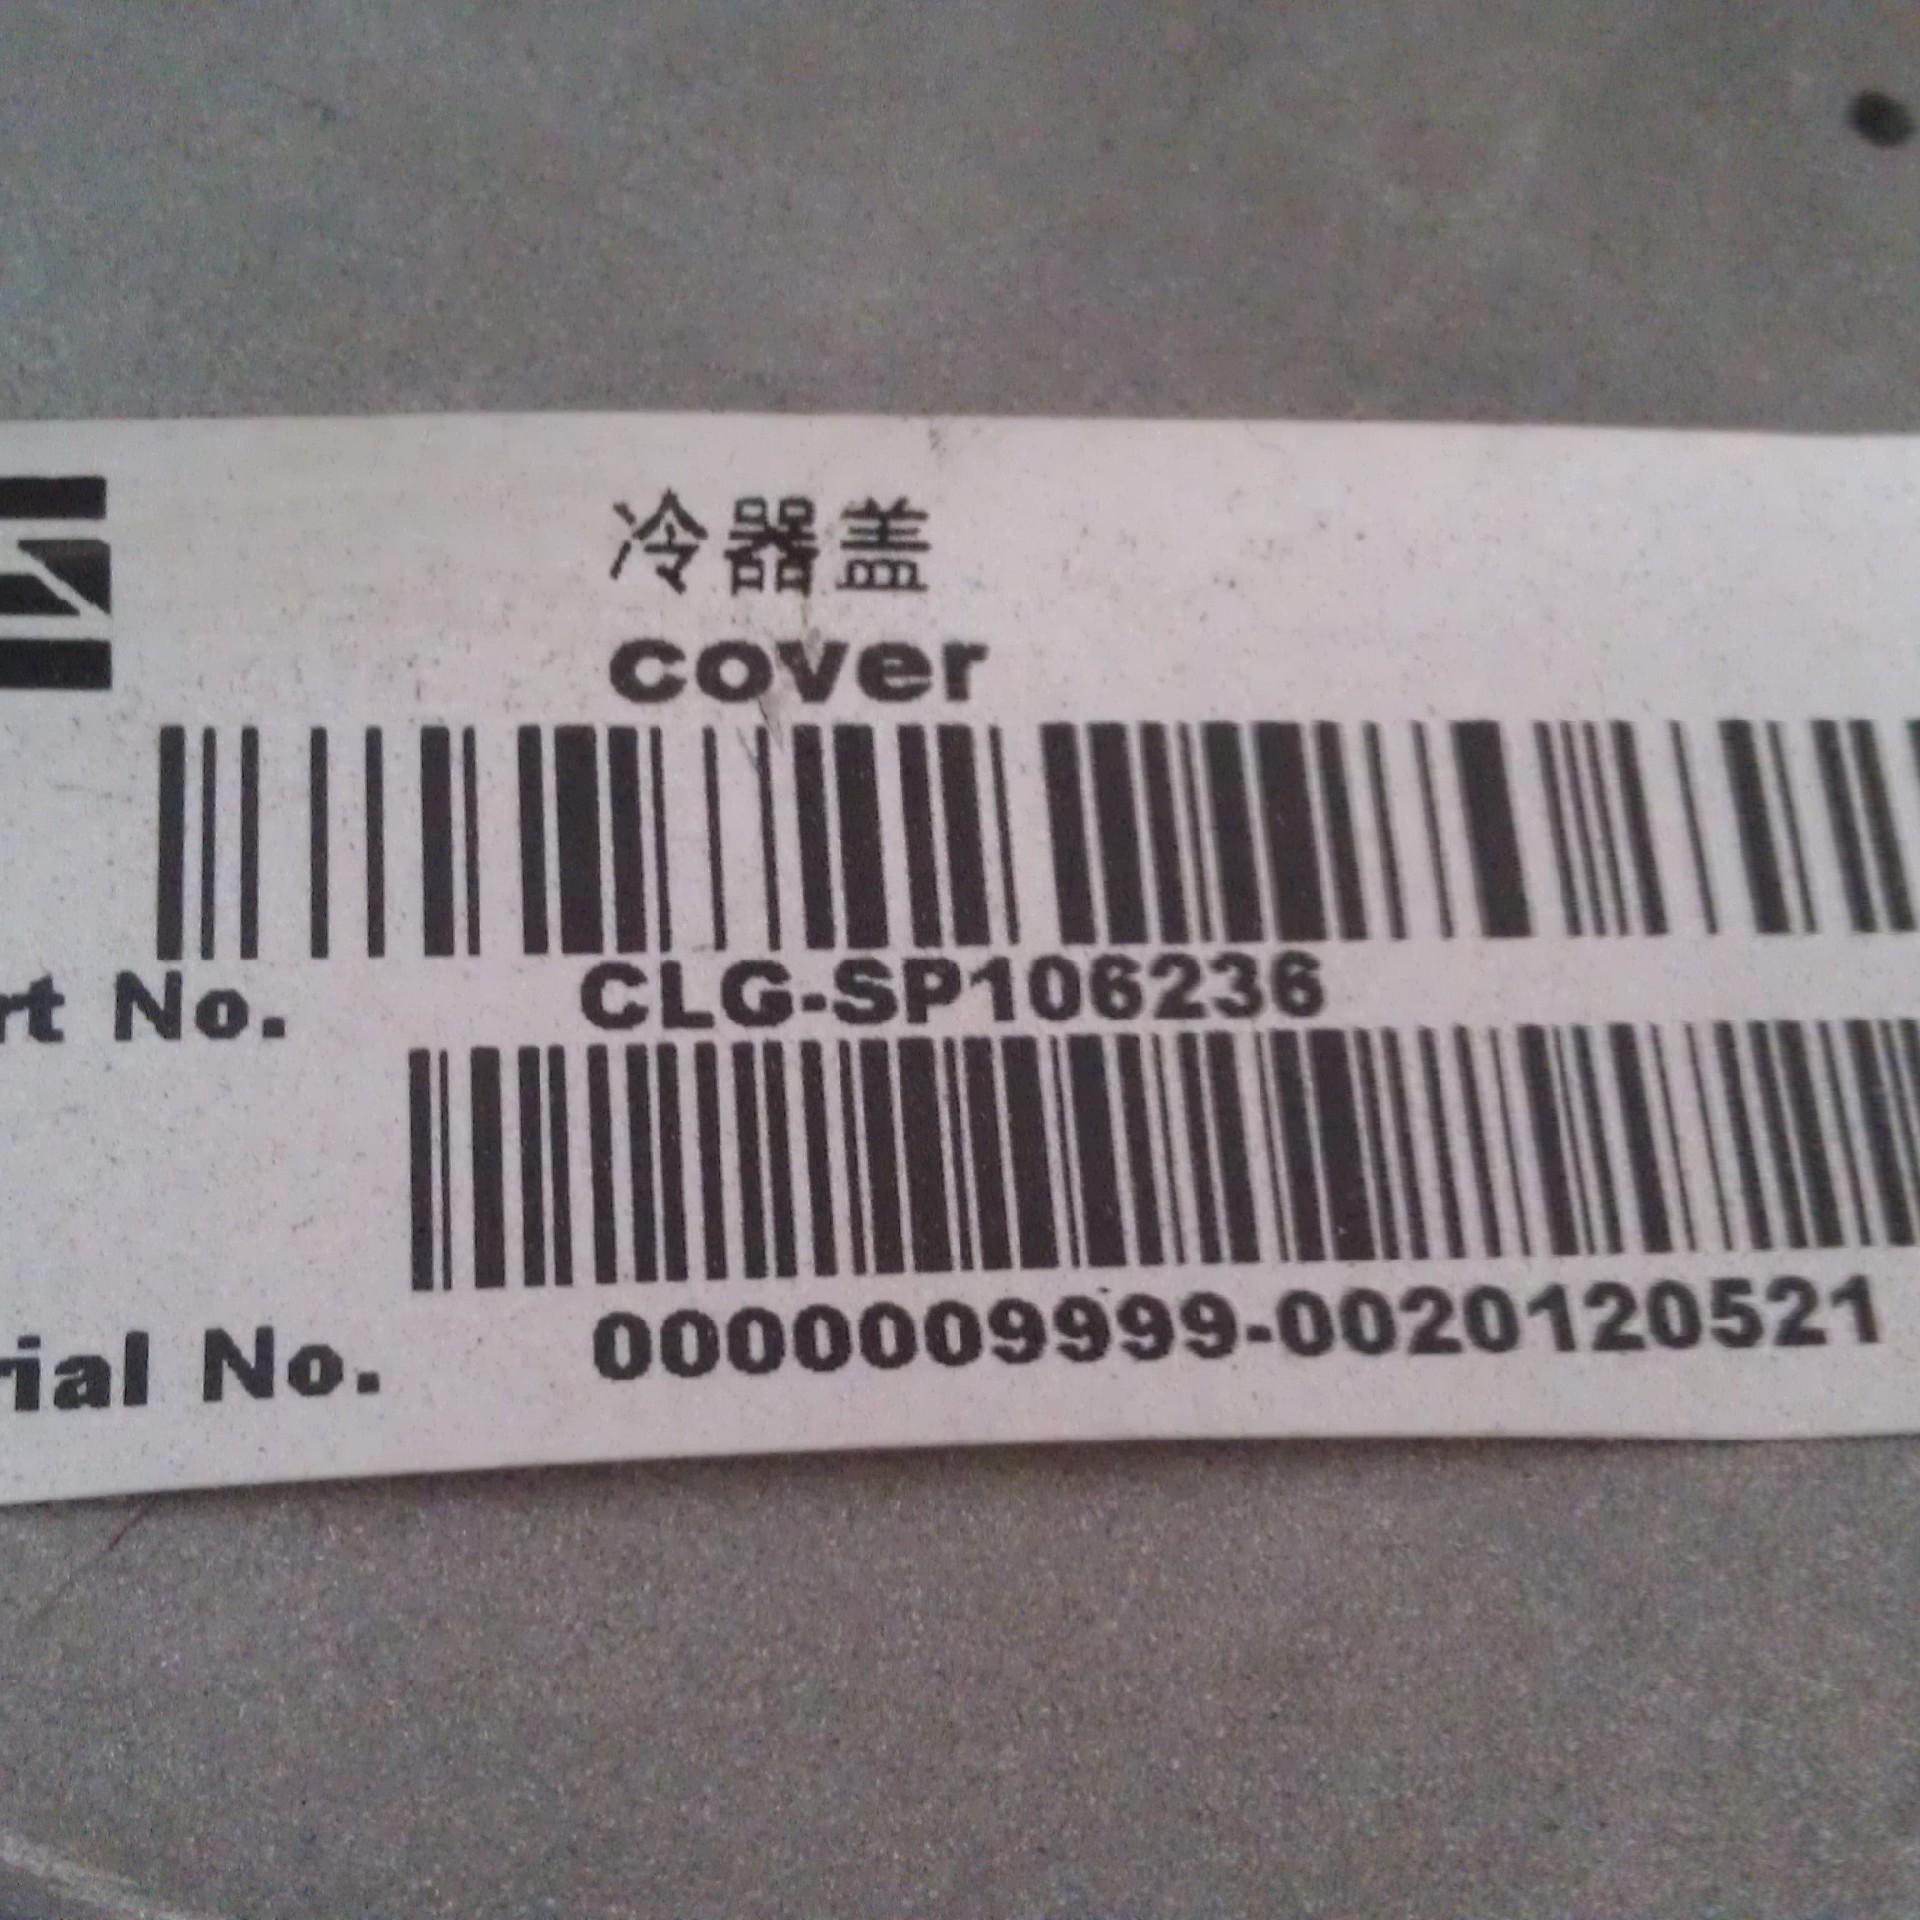 冷器盖
cover
rt No. CLG-SP106236
rial No. 0000009999-0020120521